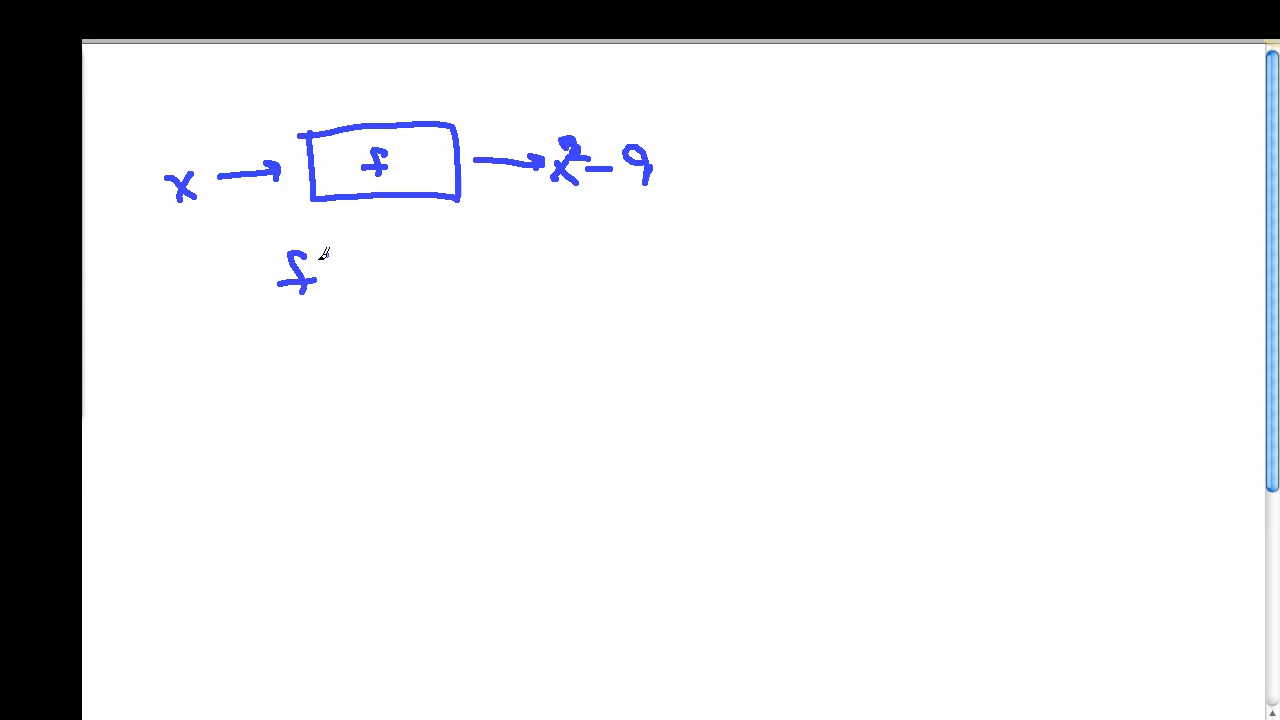 x → f → x² - 9
f